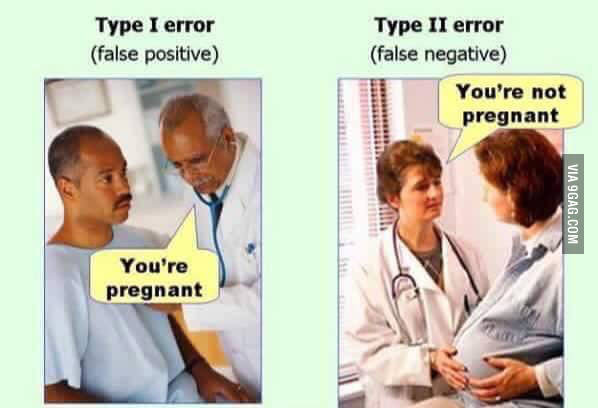 Type I error
(false positive)
You're
pregnant
Type II error
(false negative)
You're not
pregnant
VIA 9GAG.COM